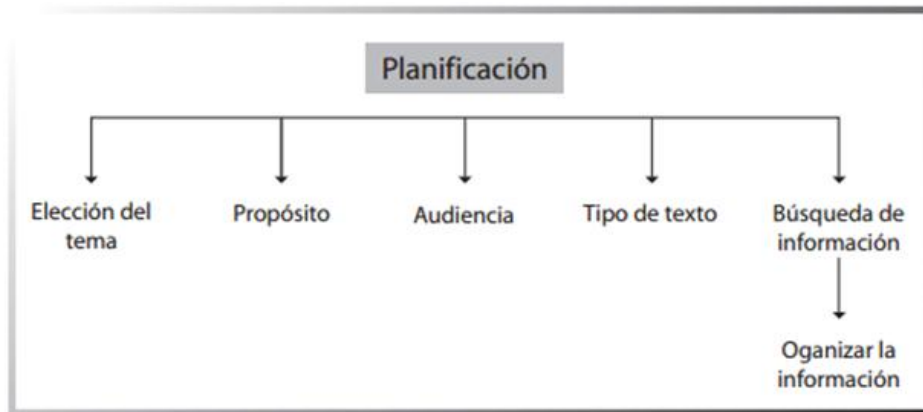 Planificación
Elección del
tema
Propósito
Audiencia
Tipo de texto
Búsqueda de
información
Oganizar la
información